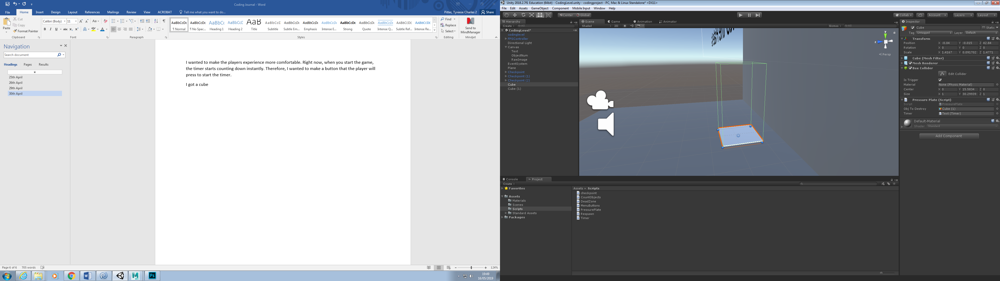 Coding Journal - Word
File Home Insert Design Layout References Mailings Review View ACROBAT Tell me what you want to do...
Pitter, Tyreese Charles 2 Share
Paste
Cut
Copy
Format Painter
Clipboard
Calibri (Body) 11
Font
Paragraph
AaBbCcDc AaBbCcDc AaBbCc AaBbCcE AaB AaBbCcD AaBbCcDc AaBbCcDc AaBbCcDc AaBbCcDc AaBbCcDc AaBbCcDc AABBCCDC AABBCCDE
¶ Normal ¶ No Spac... Heading 1 Heading 2 Title Subtitle Subtle Em... Emphasis Intense E... Strong Quote Intense Q... Subtle Ref... Intense Re...
Styles
Find
Replace
Select
Editing
Send to
MindManager
Mindjet
Navigation
Search document
Headings Pages Results
25th April
26th April
29th April
30th April
I wanted to make the players experience more comfortable. Right now, when you start the game,
the timer starts counting down instantly. Therefore, I wanted to make a button that the player will
press to start the timer.
I got a cube
Page 6 of 6 705 words
124%
19:49
16/05/2019
Unity 2018.2.7f1 Education (64bit) - CodingLevel.unity - codingproject - PC, Mac & Linux Standalone* <DX11>
File Edit Assets GameObject Component Mobile Input Window Help
Center Global
Collab Account Layers Layout
Hierarchy
Create All
CodingLevel*
codinglevel
FPSController
Directional Light
Canvas
Text
ObjectNum
RawImage
EventSystem
Plane
Checkpoint
Checkpoint (1)
Checkpoint (2)
Cube
Cube (1)
Scene Game Animation Animator
Shaded 2D Gizmos All
y
z
Persp
Inspector
Cube Static
Tag Untagged Layer Default
Transform
Position X -0.04 Y -0.015 Z 42.84
Rotation X 0 Y 0 Z 0
Scale X 1.4167 Y 0.091702 Z 1.4771
Cube (Mesh Filter)
Mesh Renderer
Box Collider
Edit Collider
Is Trigger
Material None (Physic Material)
Center X 0 Y 15.5834 Z 0
Size X 1 Y 30.29939 Z 1
Pressure Plate (Script)
Script PressurePlate
Obj To Destroy Cube (1)
Timer Text (Timer)
Default-Material
Shader Standard
Add Component
Console Project
Create
Favorites
Assets
Materials
Scenes
Scripts
Standard Assets
Packages
Assets Scripts
checkpoint
CountObjects
DeadZone
MenuButtons
PressurePlate
Respawn
Timer